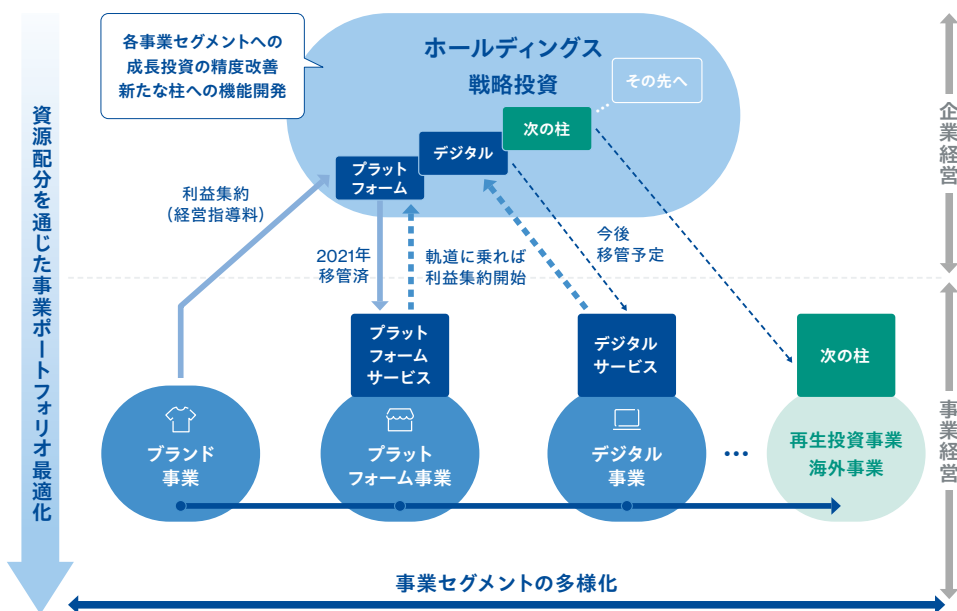 各事業セグメントへの
成長投資の精度改善
新たな柱への機能開発
ホールディングス
戦略投資
その先へ
次の柱
デジタル
プラット
フォーム
企業経営
資源配分を通じた事業ポートフォリオ最適化
利益集約
（経営指導料）
2021年
移管済
軌道に乗れば
利益集約開始
今後
移管予定
プラット
フォーム
サービス
デジタル
サービス
次の柱
事業経営
ブランド
事業
プラット
フォーム事業
デジタル
事業
…
再生投資事業
海外事業
事業セグメントの多様化